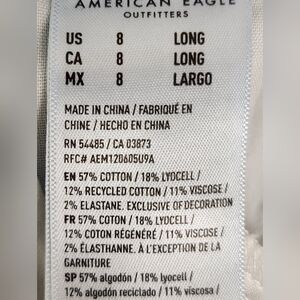 AMERICAN EAGLE
OUTFITTERS
US 8 LONG
CA 8 LONG
MX 8 LARGO
MADE IN CHINA / FABRIQUÉ EN
CHINE / HECHO EN CHINA
RN 54485 / CA 03873
RFC# AEM120605U9A
EN 57% COTTON / 18% LYOCELL /
12% RECYCLED COTTON / 11% VISCOSE /
2% ELASTANE. EXCLUSIVE OF DECORATION
FR 57% COTON / 18% LYOCELL /
12% COTON RÉGÉNÉRÉ / 11% VISCOSE /
2% ÉLASTHANNE. À L'EXCEPTION DE LA
GARNITURE
SP 57% algodón / 18% lyocell /
12% algodón reciclado / 11% viscosa /